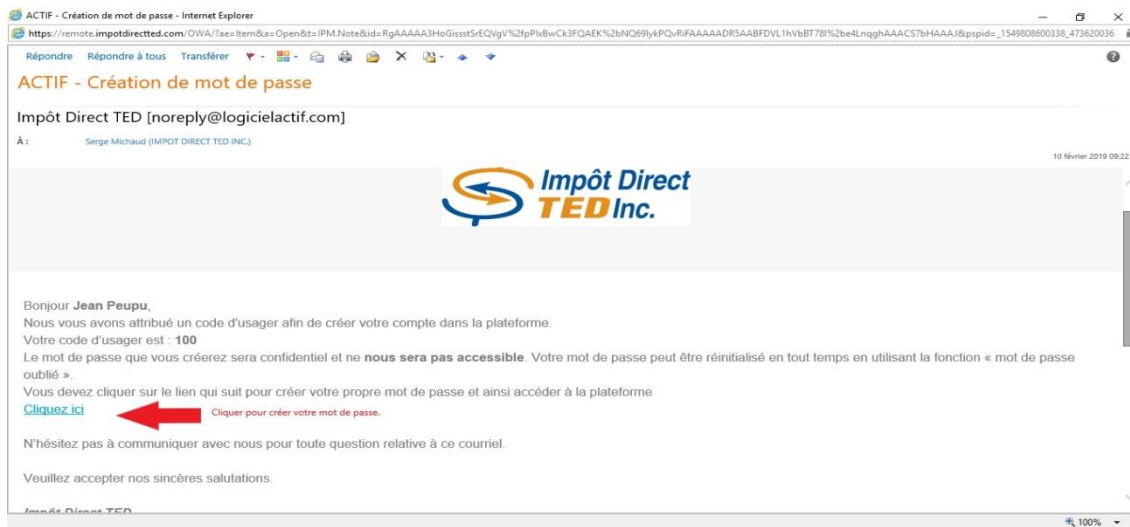 ACTIF - Création de mot de passe - Internet Explorer
https://remote.impotdirectted.com/OWA/?ae=Item&a=Open&t=IPM.Note&id=RgAAAAA3HoGissstSrEQVgV%2fpPlxBwCk3FQAEK%2bNQ69IykPQvRiFAAAAADR5AABFDVL1hVbBT78I%2be4LnqghAAAC57bHAAAJ&pspid=_1549808600338_473620036
Répondre Répondre à tous Transférer
ACTIF - Création de mot de passe
Impôt Direct TED [noreply@logicielactif.com]
À : Serge Michaud (IMPOT DIRECT TED INC.)
10 février 2019 09:22
Impôt Direct
TED Inc.
Bonjour Jean Peupu,
Nous vous avons attribué un code d'usager afin de créer votre compte dans la plateforme.
Votre code d'usager est : 100
Le mot de passe que vous créerez sera confidentiel et ne nous sera pas accessible. Votre mot de passe peut être réinitialisé en tout temps en utilisant la fonction « mot de passe
oublié ».
Vous devez cliquer sur le lien qui suit pour créer votre propre mot de passe et ainsi accéder à la plateforme
Cliquez ici Cliquer pour créer votre mot de passe.
N'hésitez pas à communiquer avec nous pour toute question relative à ce courriel.
Veuillez accepter nos sincères salutations.
Impôt Direct TED
100%